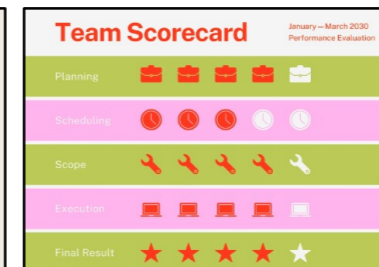 Team Scorecard
January—March 2030
Performance Evaluation
Planning
Scheduling
Scope
Execution
Final Result